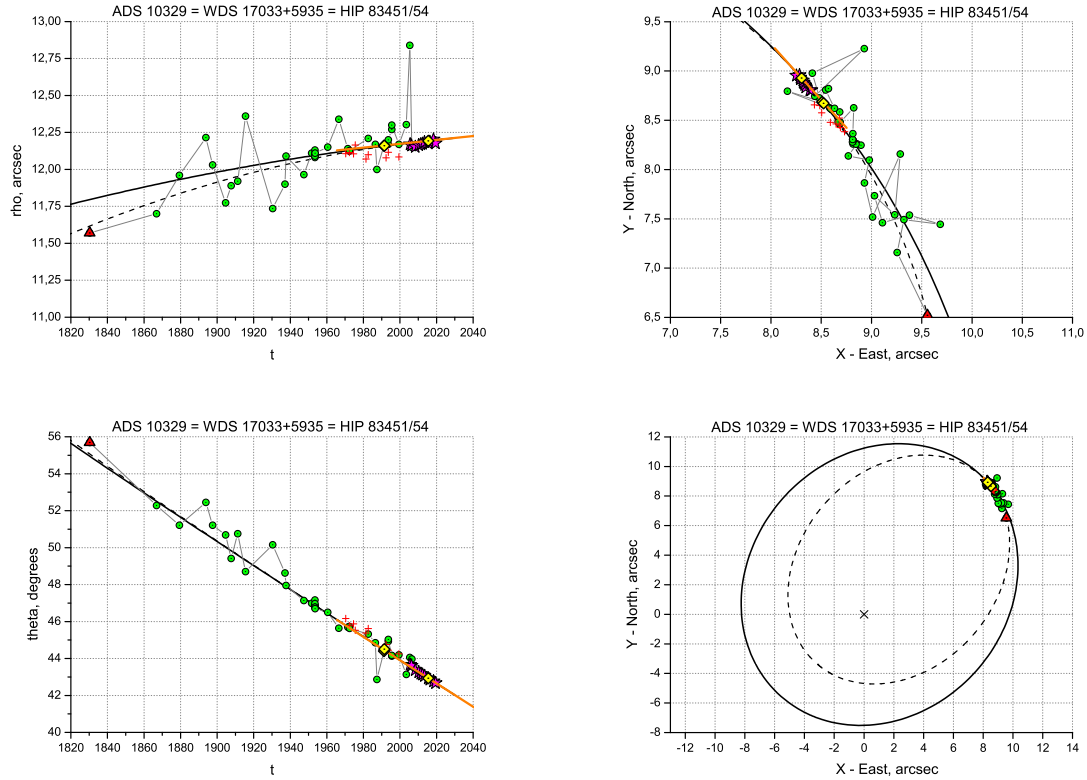 ADS 10329 = WDS 17033+5935 = HIP 83451/54
13,00
12,75
12,50
12,25
12,00
11,75
11,50
11,25
11,00
rho, arcsec
1820 1840 1860 1880 1900 1920 1940 1960 1980 2000 2020 2040
t
ADS 10329 = WDS 17033+5935 = HIP 83451/54
9,5
9,0
8,5
8,0
7,5
7,0
6,5
Y - North, arcsec
7,0 7,5 8,0 8,5 9,0 9,5 10,0 10,5 11,0
X - East, arcsec
ADS 10329 = WDS 17033+5935 = HIP 83451/54
56
54
52
50
48
46
44
42
40
theta, degrees
1820 1840 1860 1880 1900 1920 1940 1960 1980 2000 2020 2040
t
ADS 10329 = WDS 17033+5935 = HIP 83451/54
12
10
8
6
4
2
0
-2
-4
-6
-8
Y - North, arcsec
-12 -10 -8 -6 -4 -2 0 2 4 6 8 10 12 14
X - East, arcsec